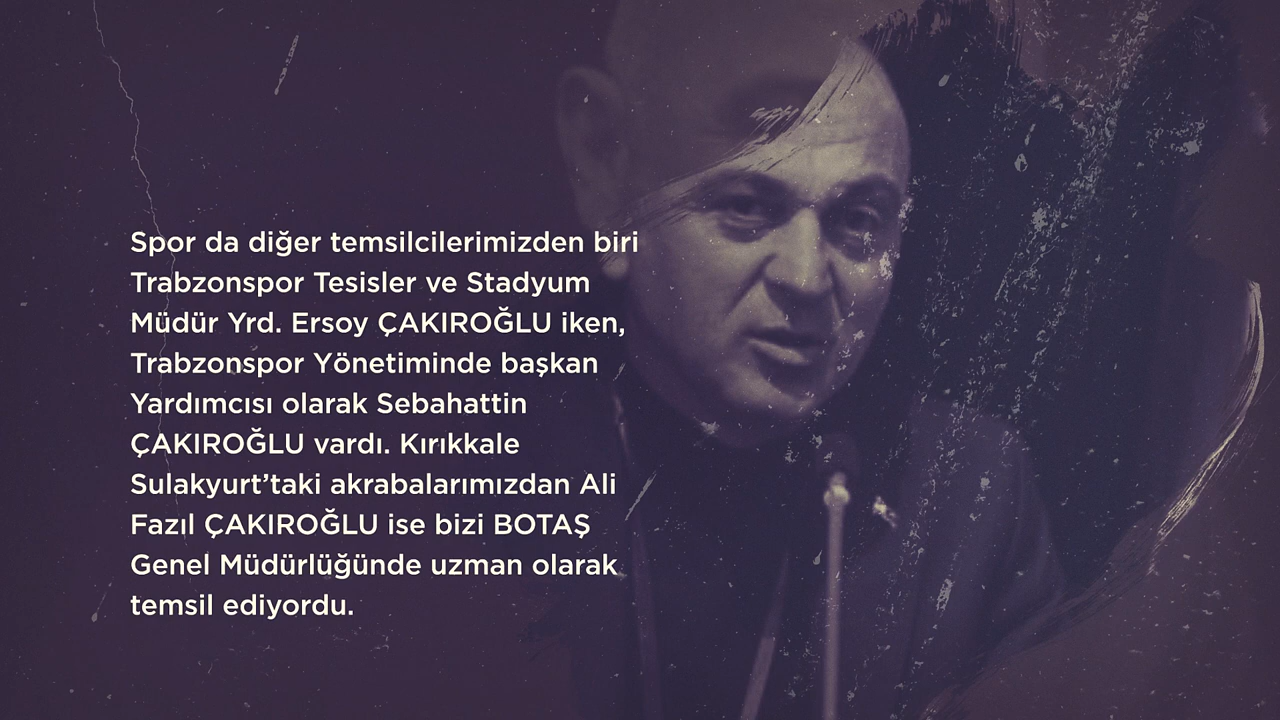 Spor da diğer temsilcilerimizden biri
Trabzonspor Tesisler ve Stadyum
Müdür Yrd. Ersoy ÇAKIROĞLU iken,
Trabzonspor Yönetiminde başkan
Yardımcısı olarak Sebahattin
ÇAKIROĞLU vardı. Kırıkkale
Sulakyurt’taki akrabalarımızdan Ali
Fazıl ÇAKIROĞLU ise bizi BOTAŞ
Genel Müdürlüğünde uzman olarak
temsil ediyordu.